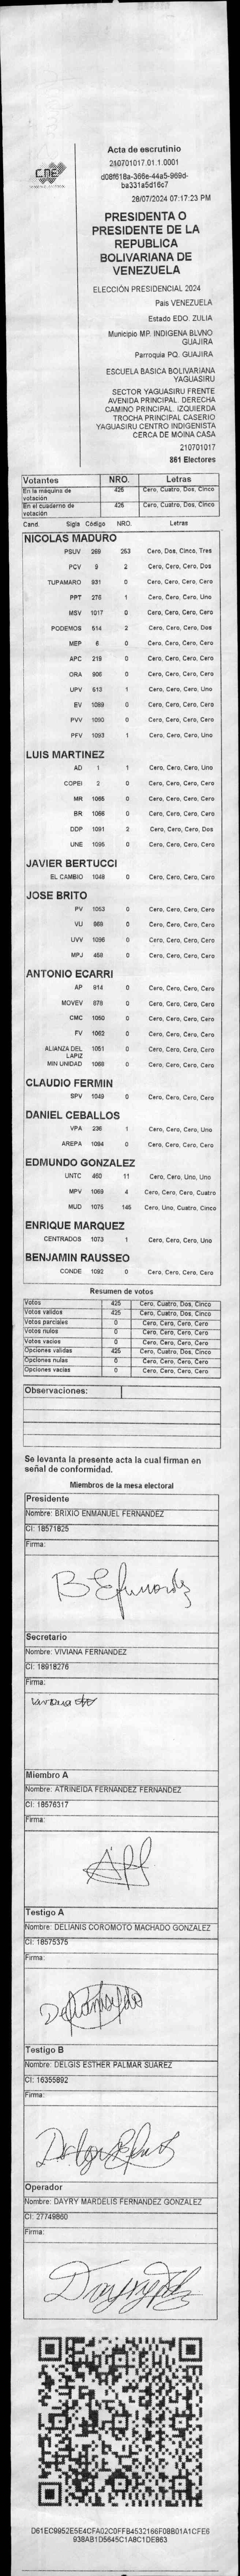 CNE
Acta de escrutinio
210701017.01.1.0001
d08f618a-366e-44a5-969d-
ba331a5d16c7
28/07/2024 07:17:23 PM
PRESIDENTA O
PRESIDENTE DE LA
REPUBLICA
BOLIVARIANA DE
VENEZUELA
ELECCIÓN PRESIDENCIAL 2024
Pais VENEZUELA
Estado EDO. ZULIA
Municipio MP. INDIGENA BLVNO
GUAJIRA
Parroquia PQ. GUAJIRA
ESCUELA BASICA BOLIVARIANA
YAGUASIRU
SECTOR YAGUASIRU FRENTE
AVENIDA PRINCIPAL. DERECHA
CAMINO PRINCIPAL. IZQUIERDA
TROCHA PRINCIPAL CASERIO
YAGUASIRU CENTRO INDIGENISTA
CERCA DE MOINA CASA
210701017
861 Electores
Votantes NRO. Letras
En la máquina de votación 425 Cero, Cuatro, Dos, Cinco
En el cuaderno de votación 425 Cero, Cuatro, Dos, Cinco
Cand. Sigla Código NRO. Letras
NICOLAS MADURO
PSUV 269 253 Cero, Dos, Cinco, Tres
PCV 9 2 Cero, Cero, Cero, Dos
TUPAMARO 931 0 Cero, Cero, Cero, Cero
PPT 276 1 Cero, Cero, Cero, Uno
MSV 1017 0 Cero, Cero, Cero, Cero
PODEMOS 514 2 Cero, Cero, Cero, Dos
MEP 6 0 Cero, Cero, Cero, Cero
APC 219 0 Cero, Cero, Cero, Cero
ORA 906 0 Cero, Cero, Cero, Cero
UPV 613 1 Cero, Cero, Cero, Uno
EV 1089 0 Cero, Cero, Cero, Cero
PVV 1090 0 Cero, Cero, Cero, Cero
PFV 1093 1 Cero, Cero, Cero, Uno
LUIS MARTINEZ
AD 1 1 Cero, Cero, Cero, Uno
COPEI 2 0 Cero, Cero, Cero, Cero
MR 1065 0 Cero, Cero, Cero, Cero
BR 1066 0 Cero, Cero, Cero, Cero
DDP 1091 2 Cero, Cero, Cero, Dos
UNE 1095 0 Cero, Cero, Cero, Cero
JAVIER BERTUCCI
EL CAMBIO 1048 0 Cero, Cero, Cero, Cero
JOSE BRITO
PV 1053 0 Cero, Cero, Cero, Cero
VU 869 0 Cero, Cero, Cero, Cero
UVV 1096 0 Cero, Cero, Cero, Cero
MPJ 458 0 Cero, Cero, Cero, Cero
ANTONIO ECARRI
AP 914 0 Cero, Cero, Cero, Cero
MOVEV 878 0 Cero, Cero, Cero, Cero
CMC 1050 0 Cero, Cero, Cero, Cero
FV 1062 0 Cero, Cero, Cero, Cero
ALIANZA DEL LAPIZ 1051 0 Cero, Cero, Cero, Cero
MIN UNIDAD 1068 0 Cero, Cero, Cero, Cero
CLAUDIO FERMIN
SPV 1049 0 Cero, Cero, Cero, Cero
DANIEL CEBALLOS
VPA 236 1 Cero, Cero, Cero, Uno
AREPA 1094 0 Cero, Cero, Cero, Cero
EDMUNDO GONZALEZ
UNTC 460 11 Cero, Cero, Uno, Uno
MPV 1069 4 Cero, Cero, Cero, Cuatro
MUD 1075 145 Cero, Uno, Cuatro, Cinco
ENRIQUE MARQUEZ
CENTRADOS 1073 1 Cero, Cero, Cero, Uno
BENJAMIN RAUSSEO
CONDE 1092 0 Cero, Cero, Cero, Cero
Resumen de votos
Votos 425 Cero, Cuatro, Dos, Cinco
Votos validos 425 Cero, Cuatro, Dos, Cinco
Votos parciales 0 Cero, Cero, Cero, Cero
Votos nulos 0 Cero, Cero, Cero, Cero
Votos vacios 0 Cero, Cero, Cero, Cero
Opciones validas 425 Cero, Cuatro, Dos, Cinco
Opciones nulas 0 Cero, Cero, Cero, Cero
Opciones vacias 0 Cero, Cero, Cero, Cero
Observaciones:
Se levanta la presente acta la cual firman en
señal de conformidad.
Miembros de la mesa electoral
Presidente
Nombre: BRIXIO ENMANUEL FERNANDEZ
CI: 18571825
Firma:
Secretario
Nombre: VIVIANA FERNANDEZ
CI: 18918276
Firma:
Miembro A
Nombre: ATRINEIDA FERNANDEZ FERNANDEZ
CI: 18576317
Firma:
Testigo A
Nombre: DELIANIS COROMOTO MACHADO GONZALEZ
CI: 18575375
Firma:
Testigo B
Nombre: DELGIS ESTHER PALMAR SUAREZ
CI: 16355892
Firma:
Operador
Nombre: DAYRY MARDELIS FERNANDEZ GONZALEZ
CI: 27749860
Firma:
D61EC9952E5E4CFA02C0FFB4532166F08B01A1CFE6
938AB1D5645C1A8C1DE863